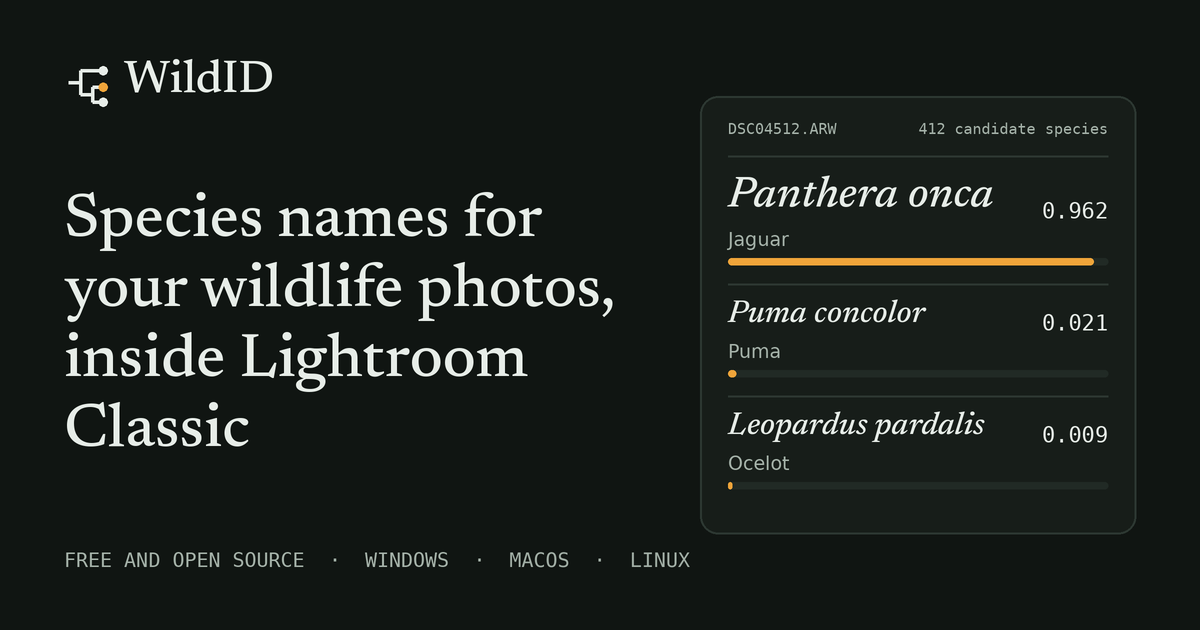 WildID
Species names for
your wildlife photos,
inside Lightroom
Classic
FREE AND OPEN SOURCE · WINDOWS · MACOS · LINUX
DSC04512.ARW 412 candidate species
Panthera onca 0.962
Jaguar
Puma concolor 0.021
Puma
Leopardus pardalis 0.009
Ocelot